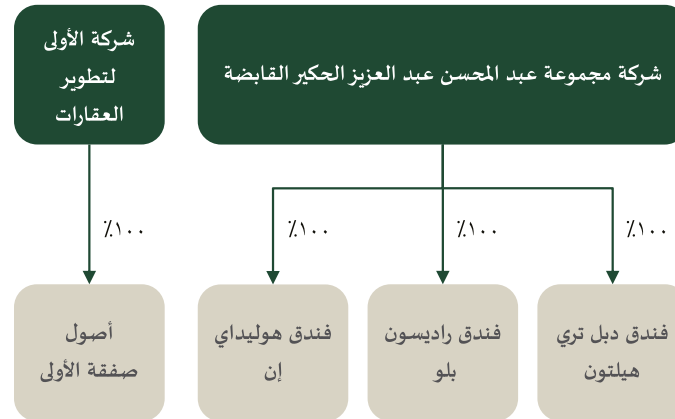 شركة مجموعة عبد المحسن عبد العزيز الحكير القابضة
شركة الأولى
لتطوير
العقارات
٪١٠٠
٪١٠٠
٪١٠٠
٪١٠٠
فندق دبل تري
هيلتون
فندق راديسون
بلو
فندق هوليداي
إن
أصول
صفقة الأولى